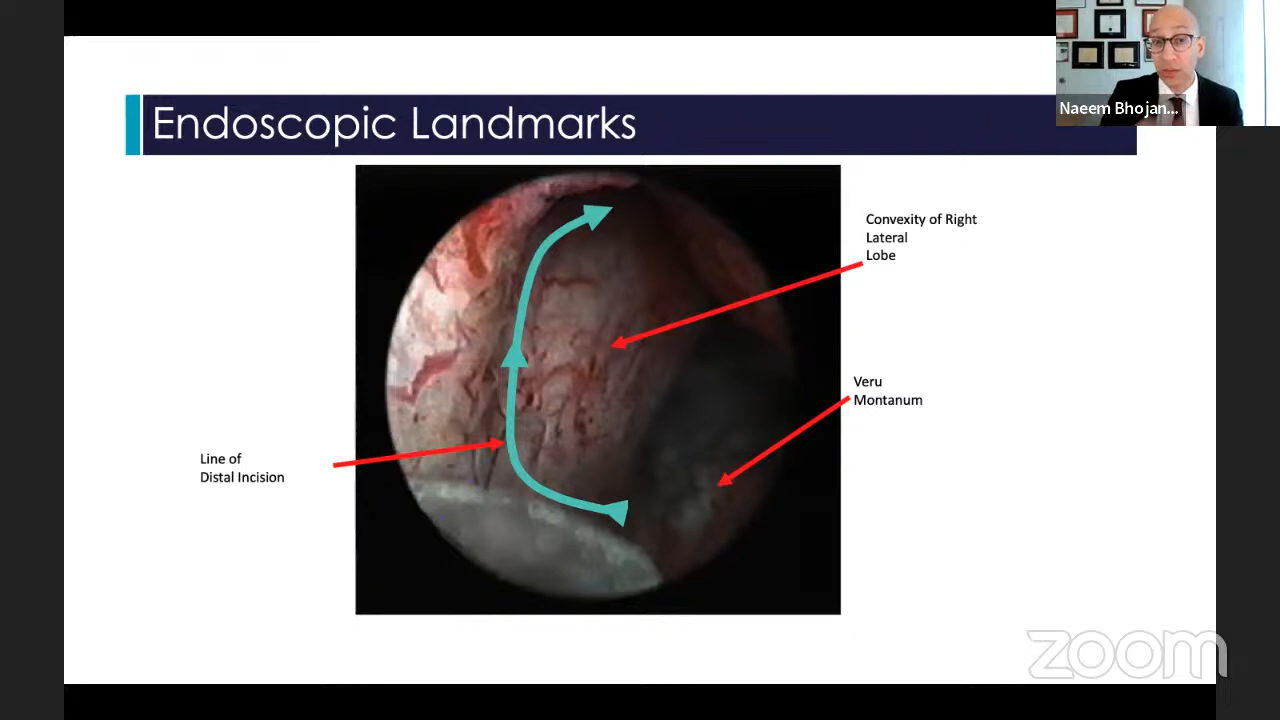 Endoscopic Landmarks
Naeem Bhojan...
Convexity of Right
Lateral
Lobe
Veru
Montanum
Line of
Distal Incision
zoom